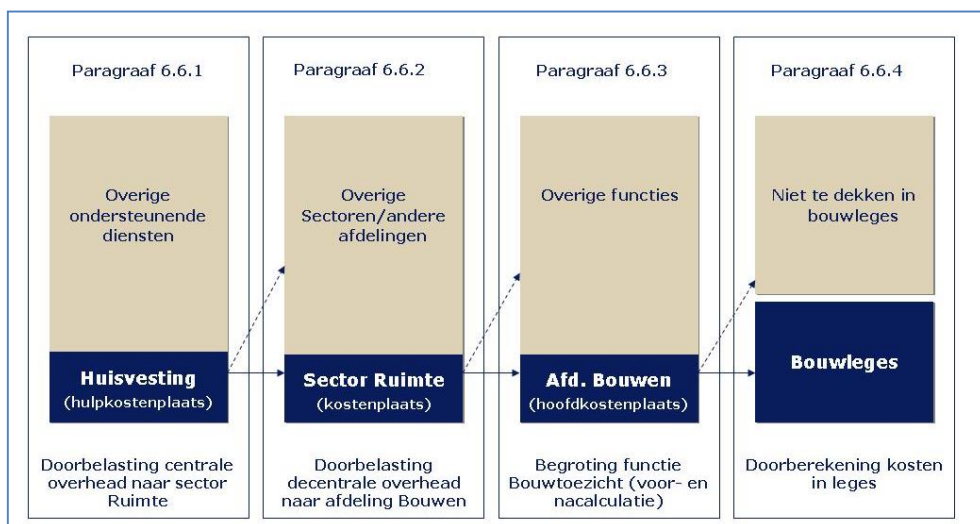 Paragraaf 6.6.1
Overige
ondersteunende
diensten
Huisvesting
(hulpkostenplaats)
Doorbelasting centrale
overhead naar sector
Ruimte
Paragraaf 6.6.2
Overige
Sectoren/andere
afdelingen
Sector Ruimte
(kostenplaats)
Doorbelasting
decentrale overhead
naar afdeling Bouwen
Paragraaf 6.6.3
Overige functies
Afd. Bouwen
(hoofdkostenplaats)
Begroting functie
Bouwtoezicht (voor- en
nacalculatie)
Paragraaf 6.6.4
Niet te dekken in
bouwleges
Bouwleges
Doorberekening kosten
in leges